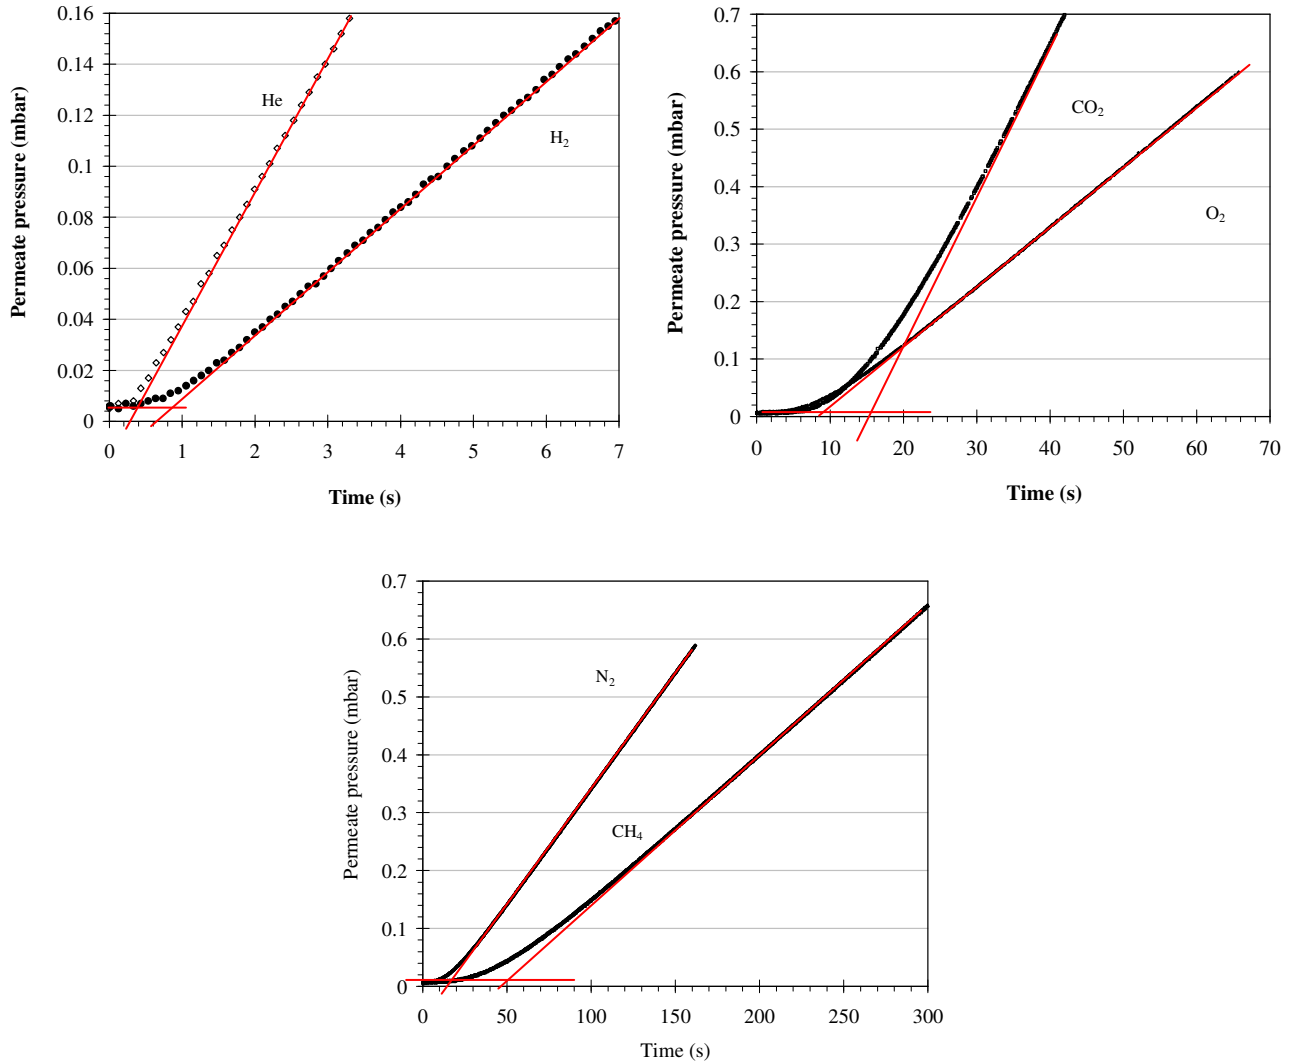 Permeate pressure (mbar)
0.16
0.14
0.12
0.1
0.08
0.06
0.04
0.02
0
He
H₂
0 1 2 3 4 5 6 7
Time (s)
Permeate pressure (mbar)
0.7
0.6
0.5
0.4
0.3
0.2
0.1
0
CO₂
O₂
0 10 20 30 40 50 60 70
Time (s)
Permeate pressure (mbar)
0.7
0.6
0.5
0.4
0.3
0.2
0.1
0
N₂
CH₄
0 50 100 150 200 250 300
Time (s)